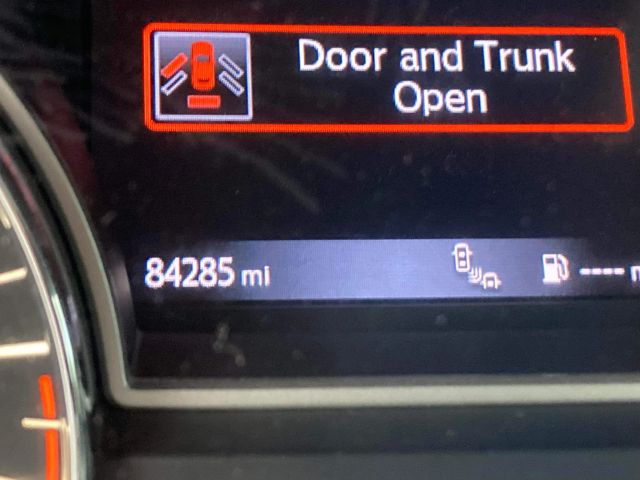 Door and Trunk
Open
84285 mi ----